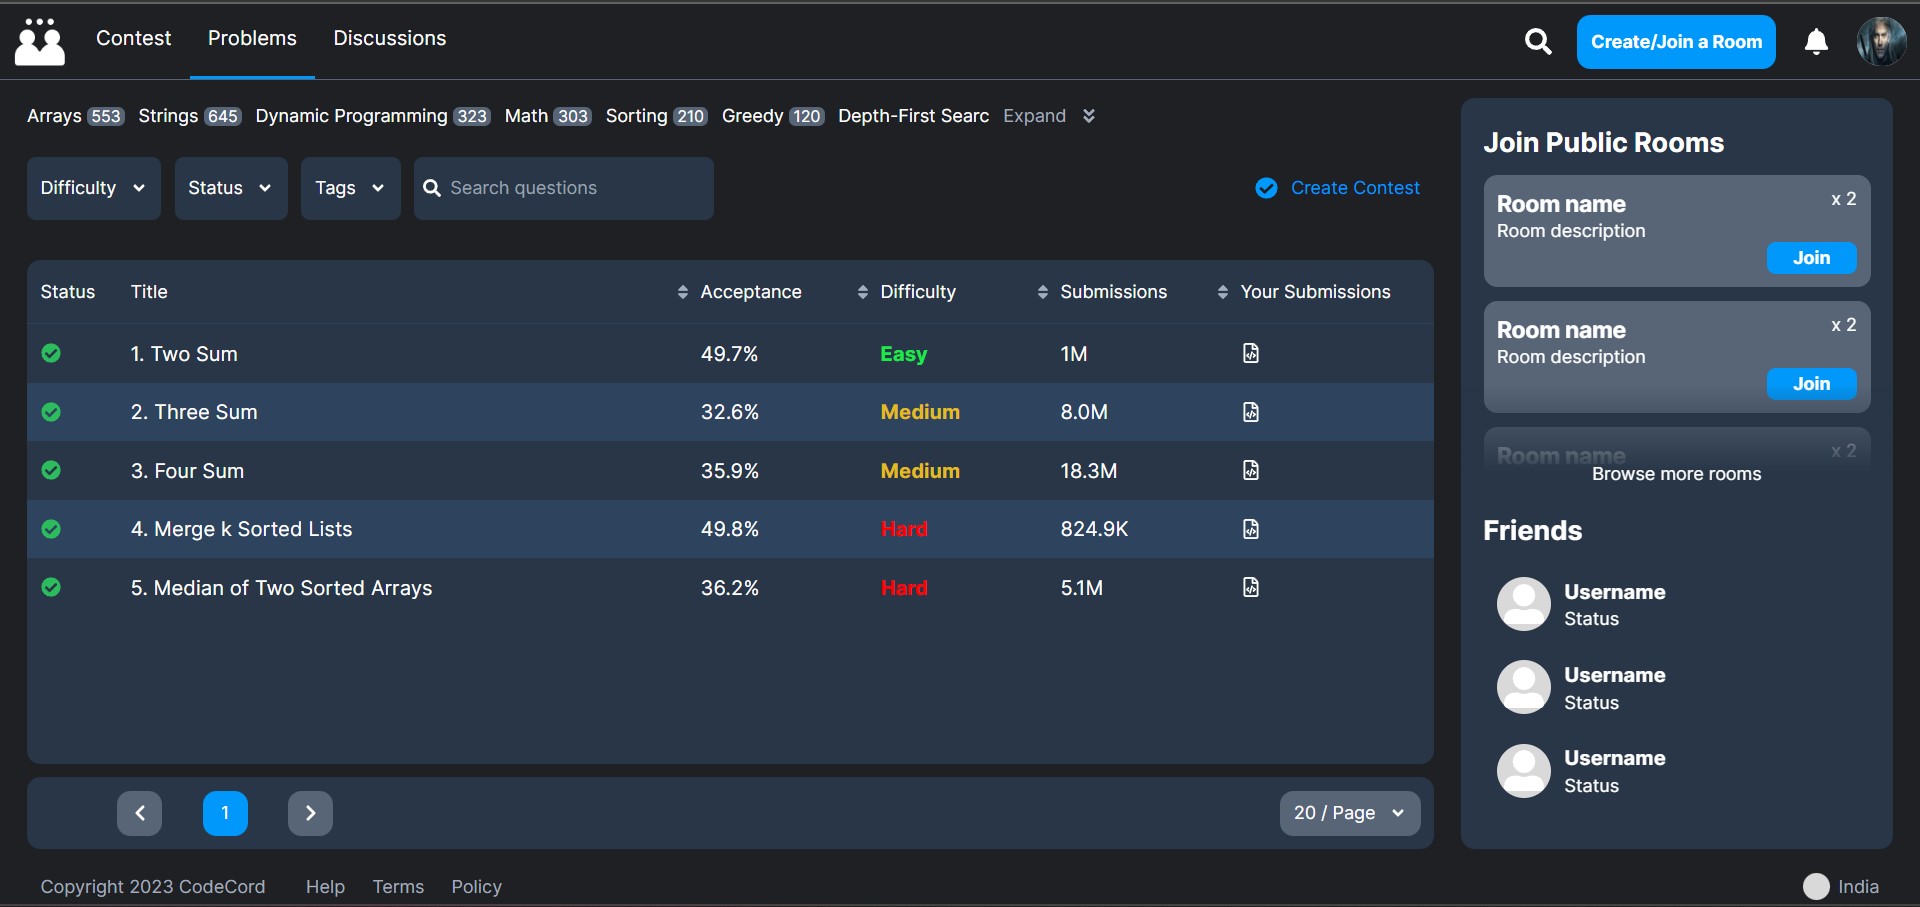 Contest Problems Discussions Create/Join a Room
Arrays 553 Strings 645 Dynamic Programming 323 Math 303 Sorting 210 Greedy 120 Depth-First Searc Expand
Difficulty Status Tags Search questions Create Contest
Status Title Acceptance Difficulty Submissions Your Submissions
1. Two Sum 49.7% Easy 1M
2. Three Sum 32.6% Medium 8.0M
3. Four Sum 35.9% Medium 18.3M
4. Merge k Sorted Lists 49.8% Hard 824.9K
5. Median of Two Sorted Arrays 36.2% Hard 5.1M
1 20 / Page
Join Public Rooms
Room name x 2
Room description
Join
Room name x 2
Room description
Join
Room name x 2
Browse more rooms
Friends
Username
Status
Username
Status
Username
Status
Copyright 2023 CodeCord Help Terms Policy India